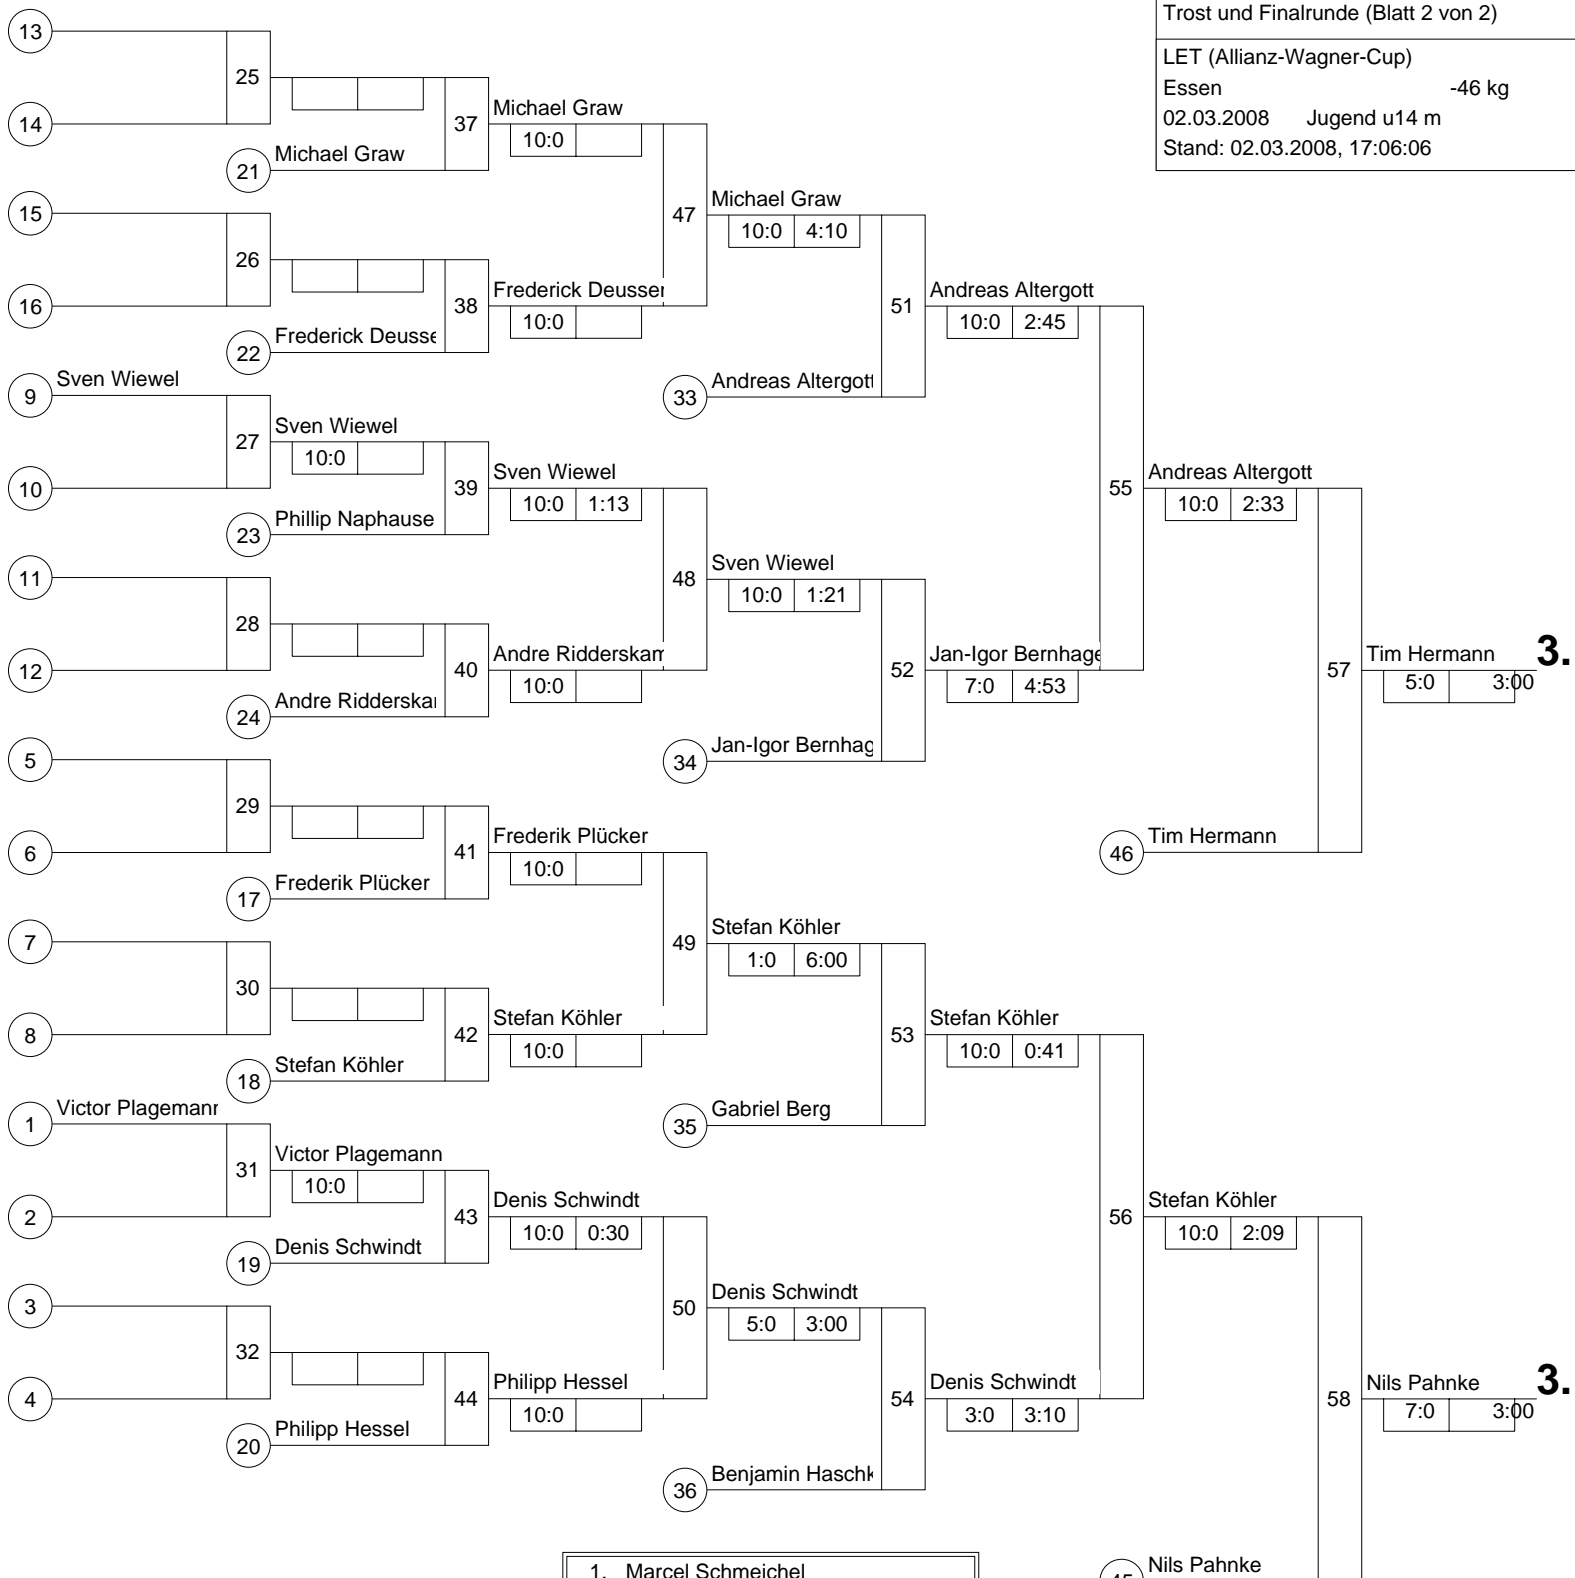 Trost und Finalrunde (Blatt 2 von 2)
LET (Allianz-Wagner-Cup)
Essen -46 kg
02.03.2008 Jugend u14 m
Stand: 02.03.2008, 17:06:06
13
25
14
37
Michael Graw
10:0
21
Michael Graw
15
26
16
38
Frederick Deusser
10:0
22
Frederick Deusse
47
Michael Graw
10:0 4:10
51
Andreas Altergott
10:0 2:45
33
Andreas Altergott
9
Sven Wiewel
27
10
Sven Wiewel
10:0
39
Sven Wiewel
10:0 1:13
23
Phillip Naphause
11
28
12
40
Andre Ridderskam
10:0
24
Andre Ridderskar
48
Sven Wiewel
10:0 1:21
52
Jan-Igor Bernhage
7:0 4:53
34
Jan-Igor Bernhag
55
Andreas Altergott
10:0 2:33
57
Tim Hermann
5:0 3:00
3.
46
Tim Hermann
5
29
6
41
Frederik Plücker
10:0
17
Frederik Plücker
7
30
8
42
Stefan Köhler
10:0
18
Stefan Köhler
49
Stefan Köhler
1:0 6:00
53
Stefan Köhler
10:0 0:41
35
Gabriel Berg
1
Victor Plagemann
31
2
Victor Plagemann
10:0
43
Denis Schwindt
10:0 0:30
19
Denis Schwindt
3
32
4
44
Philipp Hessel
10:0
20
Philipp Hessel
50
Denis Schwindt
5:0 3:00
54
Denis Schwindt
3:0 3:10
36
Benjamin Haschk
56
Stefan Köhler
10:0 2:09
58
Nils Pahnke
7:0 3:00
3.
45
Nils Pahnke
1. Marcel Schmeichel